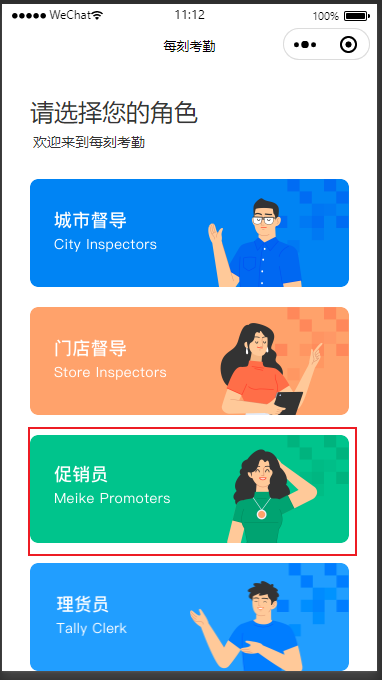 ●●●●● WeChat 11:12 100%
每刻考勤
请选择您的角色
欢迎来到每刻考勤
城市督导
City Inspectors
门店督导
Store Inspectors
促销员
Meike Promoters
理货员
Tally Clerk